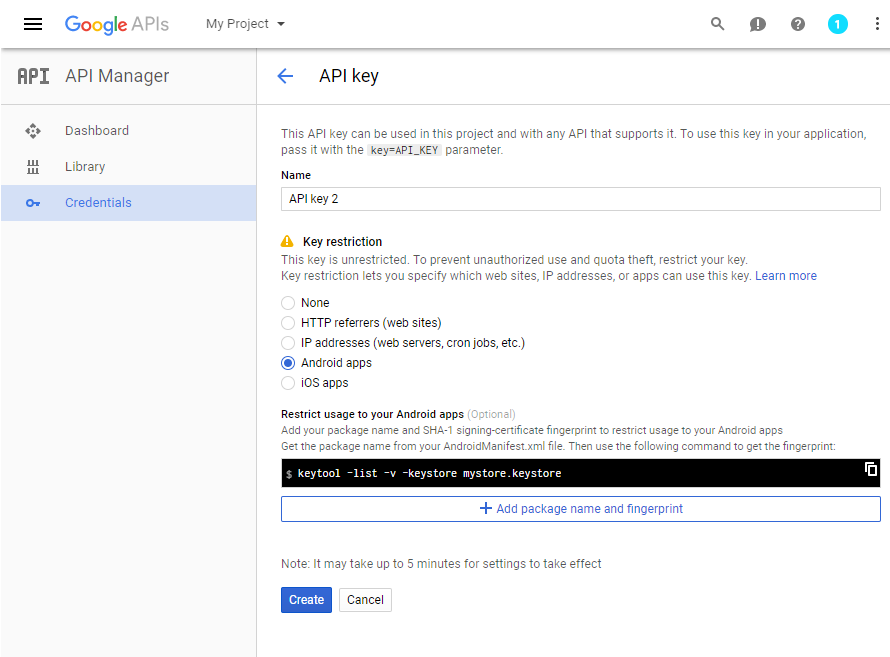 Google APIs My Project 1
API API Manager
API key
Dashboard
Library
Credentials
This API key can be used in this project and with any API that supports it. To use this key in your application,
pass it with the key=API_KEY parameter.
Name
API key 2
Key restriction
This key is unrestricted. To prevent unauthorized use and quota theft, restrict your key.
Key restriction lets you specify which web sites, IP addresses, or apps can use this key. Learn more
None
HTTP referrers (web sites)
IP addresses (web servers, cron jobs, etc.)
Android apps
iOS apps
Restrict usage to your Android apps (Optional)
Add your package name and SHA-1 signing-certificate fingerprint to restrict usage to your Android apps
Get the package name from your AndroidManifest.xml file. Then use the following command to get the fingerprint:
$ keytool -list -v -keystore mystore.keystore
+ Add package name and fingerprint
Note: It may take up to 5 minutes for settings to take effect
Create Cancel